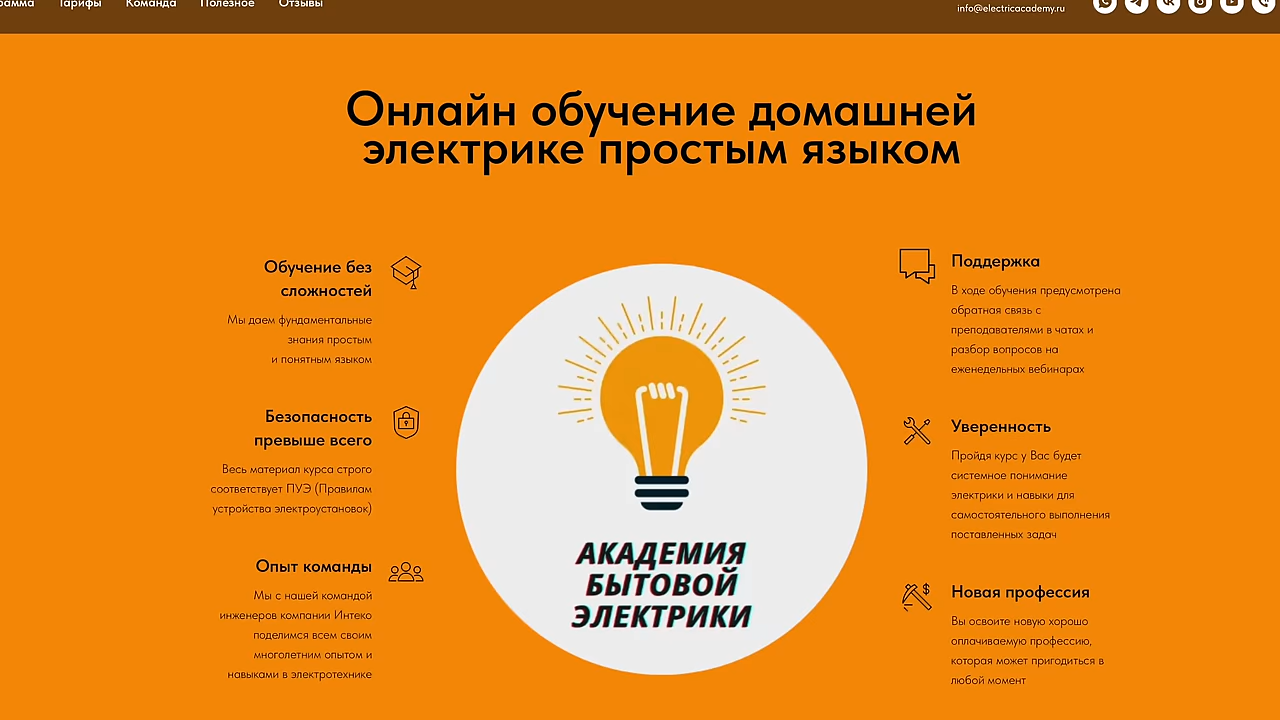 Тарифы
Команда
Полезное
Отзывы
info@electricacademy.ru
Онлайн обучение домашней
электрике простым языком
Обучение без
сложностей
Мы даем фундаментальные
знания простым
и понятным языком
Безопасность
превыше всего
Весь материал курса строго
соответствует ПУЭ (Правилам
устройства электроустановок)
Опыт команды
Мы с нашей командой
инженеров компании Интеко
поделимся всем своим
многолетним опытом и
навыками в электротехнике
АКАДЕМИЯ
БЫТОВОЙ
ЭЛЕКТРИКИ
Поддержка
В ходе обучения предусмотрена
обратная связь с
преподавателями в чатах и
разбор вопросов на
еженедельных вебинарах
Уверенность
Пройдя курс у Вас будет
системное понимание
электрики и навыки для
самостоятельного выполнения
поставленных задач
Новая профессия
Вы освоите новую хорошо
оплачиваемую профессию,
которая может пригодиться в
любой момент